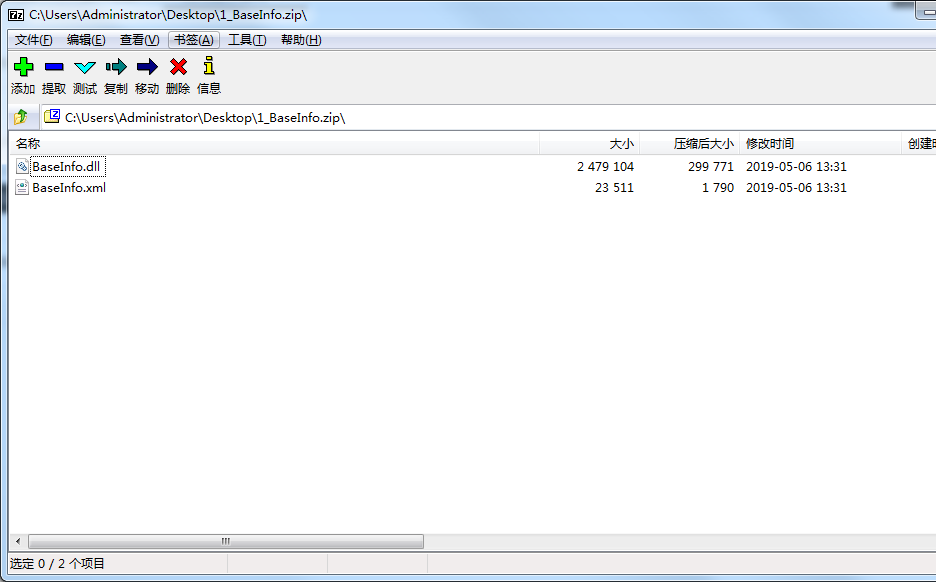 C:\Users\Administrator\Desktop\1_BaseInfo.zip\
文件(F) 编辑(E) 查看(V) 书签(A) 工具(T) 帮助(H)
添加 提取 测试 复制 移动 删除 信息
C:\Users\Administrator\Desktop\1_BaseInfo.zip\
名称 大小 压缩后大小 修改时间 创建
BaseInfo.dll 2 479 104 299 771 2019-05-06 13:31
BaseInfo.xml 23 511 1 790 2019-05-06 13:31
选定 0 / 2 个项目